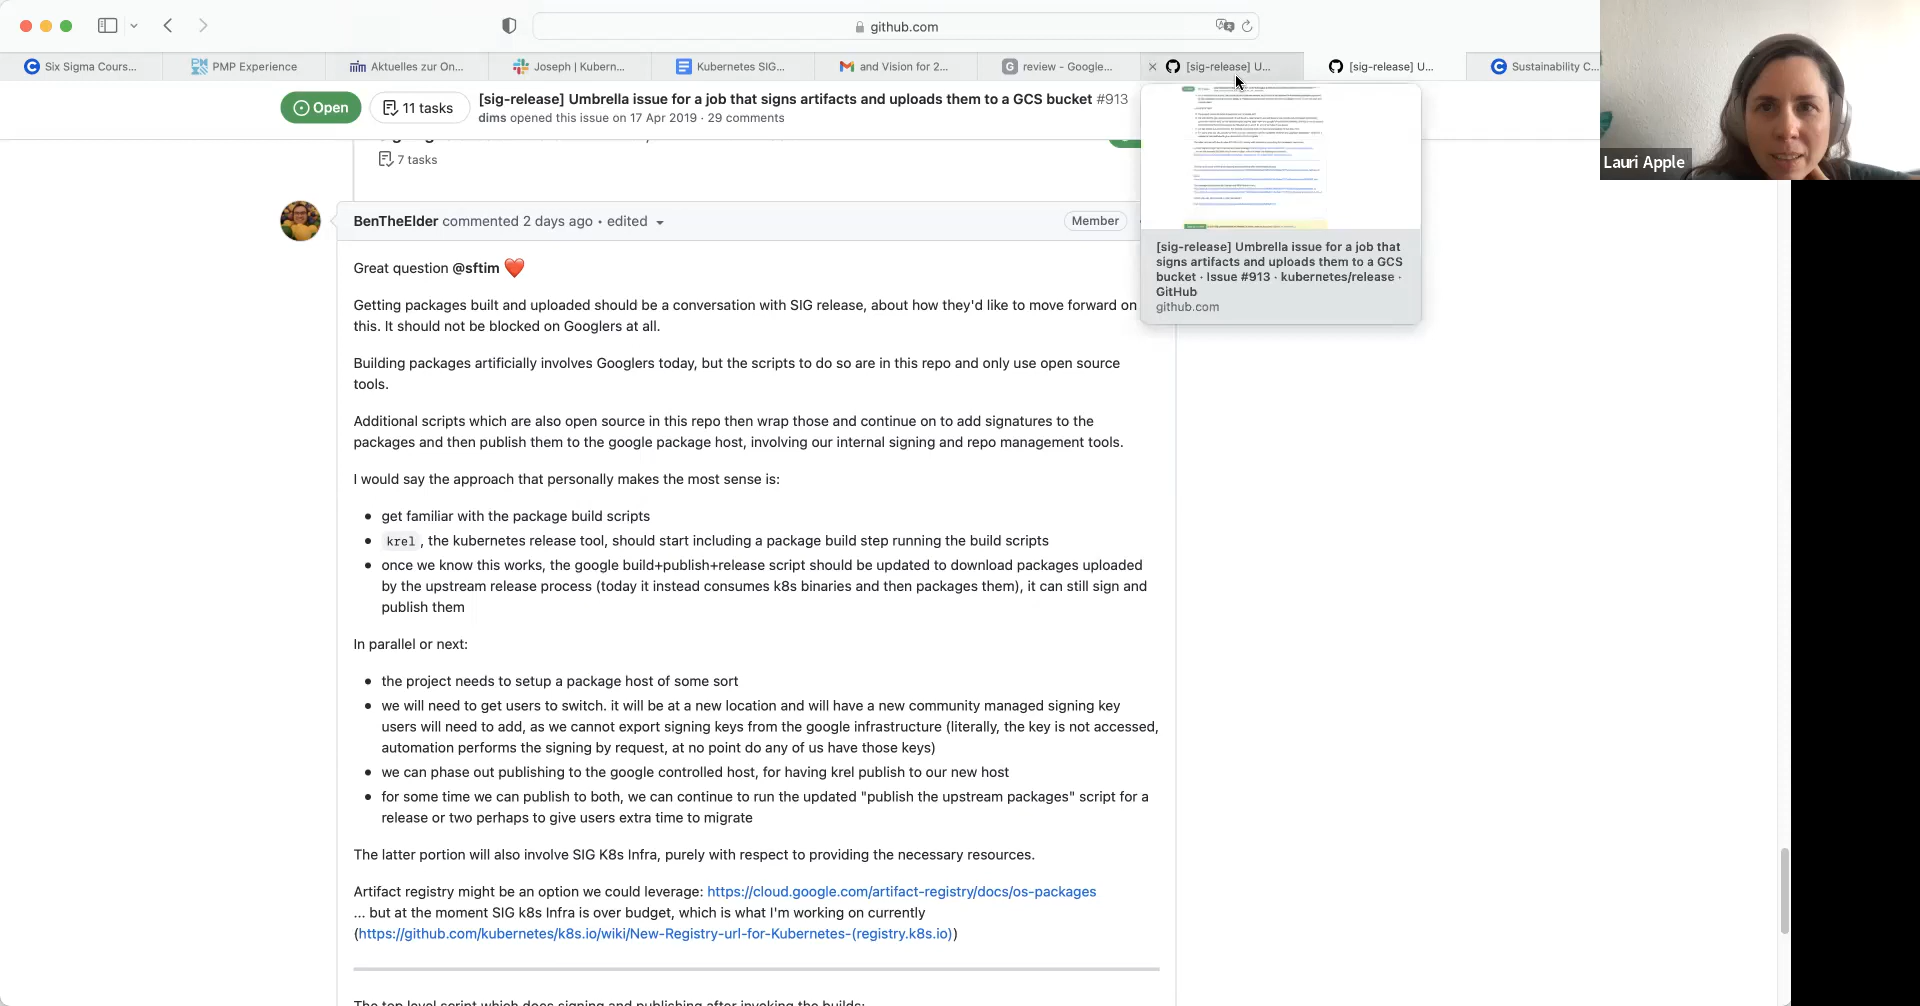 github.com
Six Sigma Cours...
PMP Experience
Aktuelles zur On...
Joseph | Kubern...
Kubernetes SIG...
and Vision for 2...
review - Google...
[sig-release] U...
[sig-release] U...
Sustainability C...
Open
11 tasks
[sig-release] Umbrella issue for a job that signs artifacts and uploads them to a GCS bucket #913
dims opened this issue on 17 Apr 2019 · 29 comments
7 tasks
[sig-release] Umbrella issue for a job that
signs artifacts and uploads them to a GCS
bucket · Issue #913 · kubernetes/release ·
GitHub
github.com
Lauri Apple
BenTheElder commented 2 days ago • edited
Member
Great question @sftim ❤️
Getting packages built and uploaded should be a conversation with SIG release, about how they'd like to move forward on
this. It should not be blocked on Googlers at all.
Building packages artificially involves Googlers today, but the scripts to do so are in this repo and only use open source
tools.
Additional scripts which are also open source in this repo then wrap those and continue on to add signatures to the
packages and then publish them to the google package host, involving our internal signing and repo management tools.
I would say the approach that personally makes the most sense is:
• get familiar with the package build scripts
• krel , the kubernetes release tool, should start including a package build step running the build scripts
• once we know this works, the google build+publish+release script should be updated to download packages uploaded
by the upstream release process (today it instead consumes k8s binaries and then packages them), it can still sign and
publish them
In parallel or next:
• the project needs to setup a package host of some sort
• we will need to get users to switch. it will be at a new location and will have a new community managed signing key
users will need to add, as we cannot export signing keys from the google infrastructure (literally, the key is not accessed,
automation performs the signing by request, at no point do any of us have those keys)
• we can phase out publishing to the google controlled host, for having krel publish to our new host
• for some time we can publish to both, we can continue to run the updated "publish the upstream packages" script for a
release or two perhaps to give users extra time to migrate
The latter portion will also involve SIG K8s Infra, purely with respect to providing the necessary resources.
Artifact registry might be an option we could leverage: https://cloud.google.com/artifact-registry/docs/os-packages
... but at the moment SIG k8s Infra is over budget, which is what I'm working on currently
(https://github.com/kubernetes/k8s.io/wiki/New-Registry-url-for-Kubernetes-(registry.k8s.io))
The top level script which does signing and publishing after invoking the builds: